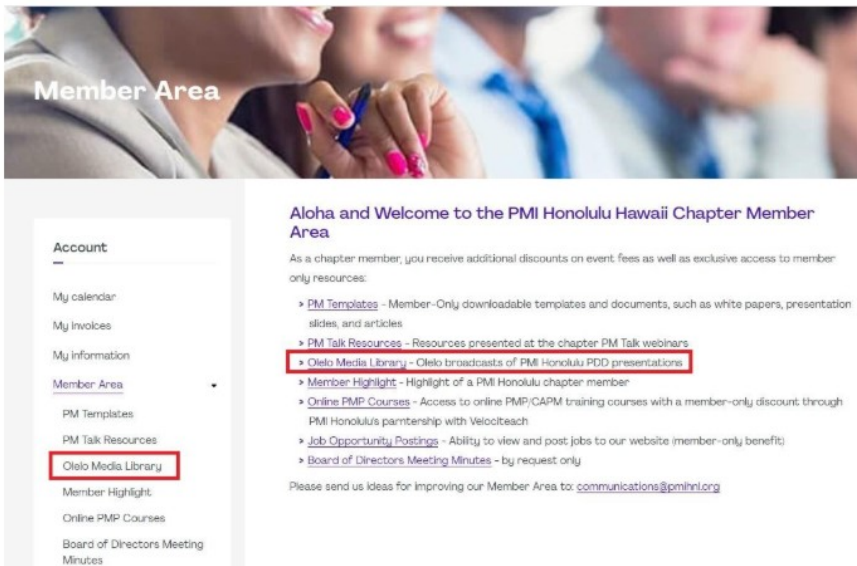 Member Area
Account
My calendar
My invoices
My information
Member Area
PM Templates
PM Talk Resources
Olelo Media Library
Member Highlight
Online PMP Courses
Board of Directors Meeting
Minutes
Aloha and Welcome to the PMI Honolulu Hawaii Chapter Member
Area
As a chapter member, you receive additional discounts on event fees as well as exclusive access to member
only resources:
> PM Templates - Member-Only downloadable templates and documents, such as white papers, presentation
slides, and articles
> PM Talk Resources - Resources presented at the chapter PM Talk webinars
> Olelo Media Library - Olelo broadcasts of PMI Honolulu PDD presentations
> Member Highlight - Highlight of a PMI Honolulu chapter member
> Online PMP Courses - Access to online PMP/CAPM training courses with a member-only discount through
PMI Honolulu's parntership with Velociteach
> Job Opportunity Postings - Ability to view and post jobs to our website (member-only benefit)
> Board of Directors Meeting Minutes - by request only
Please send us ideas for improving our Member Area to: communications@pmihnl.org